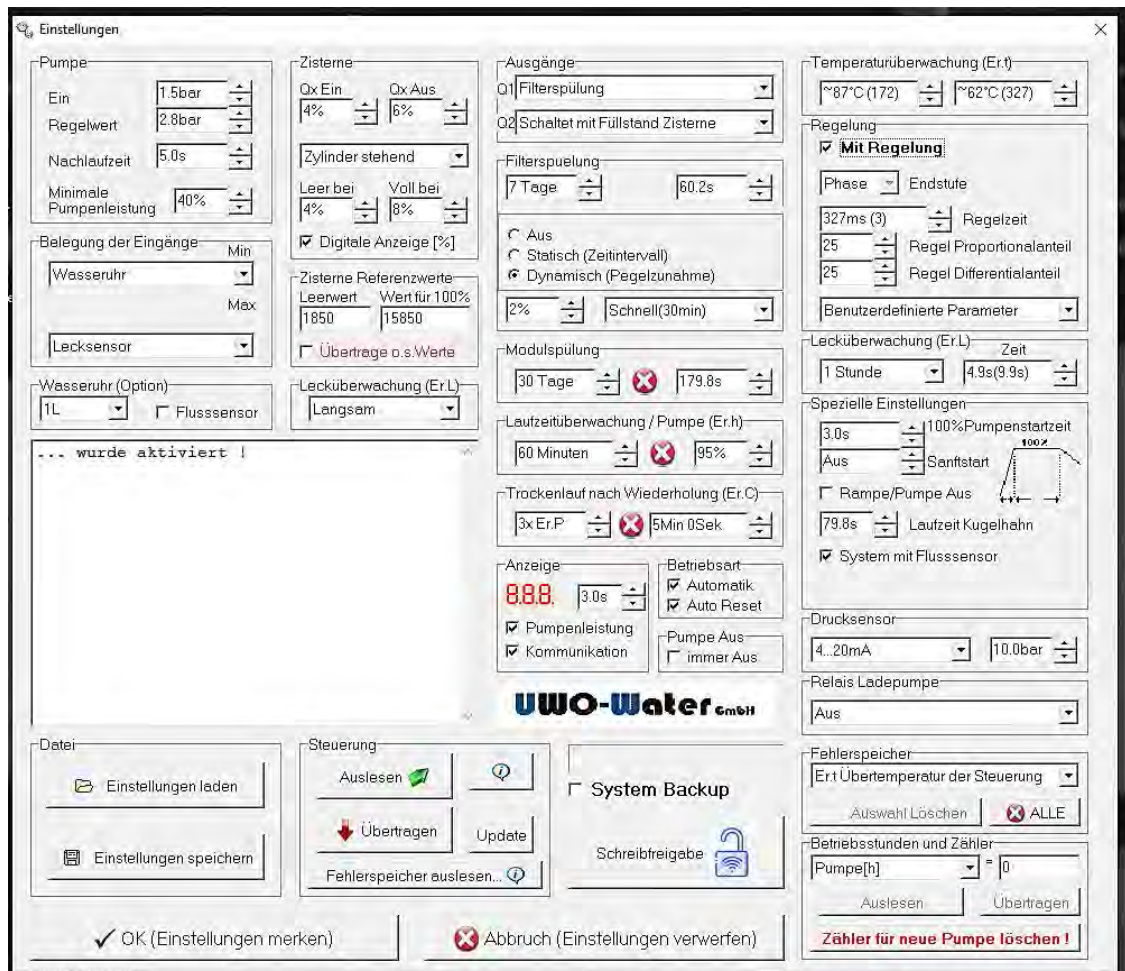 Einstellungen
Pumpe
Ein 1.5bar
Regelwert 2.8bar
Nachlaufzeit 5.0s
Minimale
Pumpenleistung 40%
Belegung der Eingänge
Min
Wasseruhr
Max
Lecksensor
Wasseruhr (Option)
1L Flusssensor
Zisterne
Qx Ein Qx Aus
4% 6%
Zylinder stehend
Leer bei Voll bei
4% 8%
Digitale Anzeige [%]
Zisterne Referenzwerte
Leerwert Wert für 100%
1850 15850
Übertrage o.s.Werte
Lecküberwachung (Er.L)
Langsam
... wurde aktiviert !
Ausgänge
Q1 Filterspülung
Q2 Schaltet mit Füllstand Zisterne
Filterspuelung
7 Tage 60.2s
Aus
Statisch (Zeitintervall)
Dynamisch (Pegelzunahme)
2% Schnell(30min)
Modulspülung
30 Tage 179.8s
Laufzeitüberwachung / Pumpe (Er.h)
60 Minuten 95%
Trockenlauf nach Wiederholung (Er.C)
3x Er.P 5Min 0Sek
Anzeige
8.8.8. 3.0s
Pumpenleistung
Kommunikation
Betriebsart
Automatik
Auto Reset
Pumpe Aus
immer Aus
UWO-Water GmbH
Temperaturüberwachung (Er.t)
~87°C (172) ~62°C (327)
Regelung
Mit Regelung
Phase Endstufe
327ms (3) Regelzeit
25 Regel Proportionalanteil
25 Regel Differentialanteil
Benutzerdefinierte Parameter
Lecküberwachung (Er.L)
Zeit
1 Stunde 4.9s(9.9s)
Spezielle Einstellungen
3.0s 100%Pumpenstartzeit
100%
Aus Sanftstart
Rampe/Pumpe Aus
79.8s Laufzeit Kugelhahn
System mit Flusssensor
Drucksensor
4...20mA 10.0bar
Relais Ladepumpe
Aus
Fehlerspeicher
Er.t Übertemperatur der Steuerung
Auswahl Löschen ALLE
Betriebsstunden und Zähler
Pumpe[h] = 0
Auslesen Übertragen
Zähler für neue Pumpe löschen !
Datei
Einstellungen laden
Einstellungen speichern
Steuerung
Auslesen
Übertragen Update
Fehlerspeicher auslesen...
System Backup
Schreibfreigabe
OK (Einstellungen merken)
Abbruch (Einstellungen verwerfen)